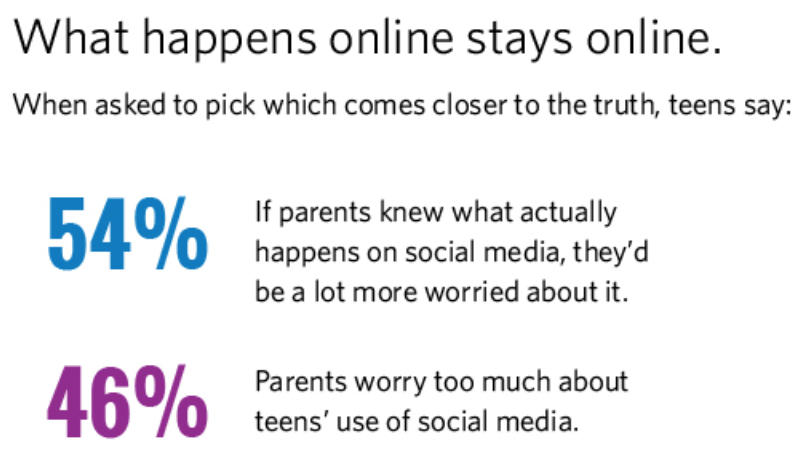 What happens online stays online.
When asked to pick which comes closer to the truth, teens say:
54%
If parents knew what actually
happens on social media, they’d
be a lot more worried about it.
46%
Parents worry too much about
teens’ use of social media.